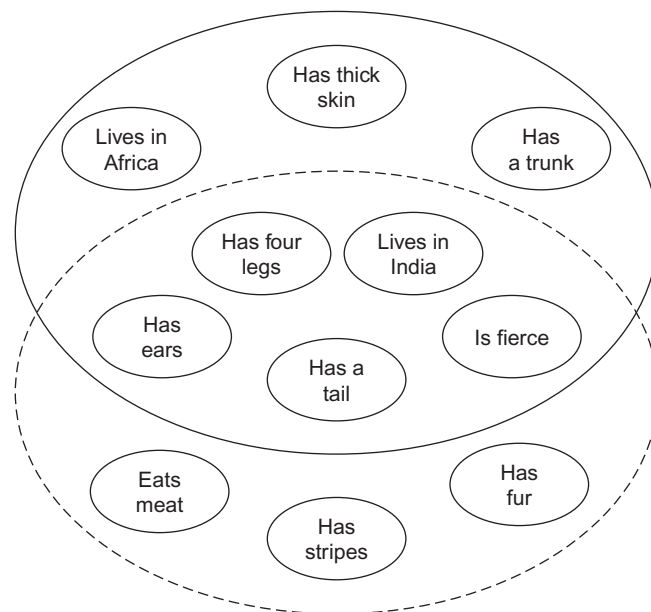 Has thick
skin
Lives in
Africa
Has
a trunk
Has four
legs
Lives in
India
Has
ears
Is fierce
Has a
tail
Eats
meat
Has
fur
Has
stripes